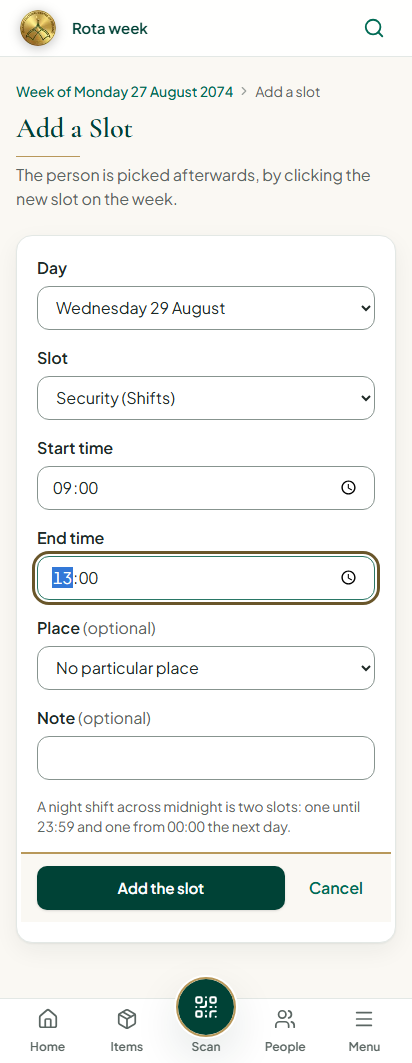 Rota week
Week of Monday 27 August 2074 > Add a slot
Add a Slot
The person is picked afterwards, by clicking the
new slot on the week.
Day
Wednesday 29 August
Slot
Security (Shifts)
Start time
09:00
End time
13:00
Place (optional)
No particular place
Note (optional)
A night shift across midnight is two slots: one until
23:59 and one from 00:00 the next day.
Add the slot
Cancel
Home
Items
Scan
People
Menu